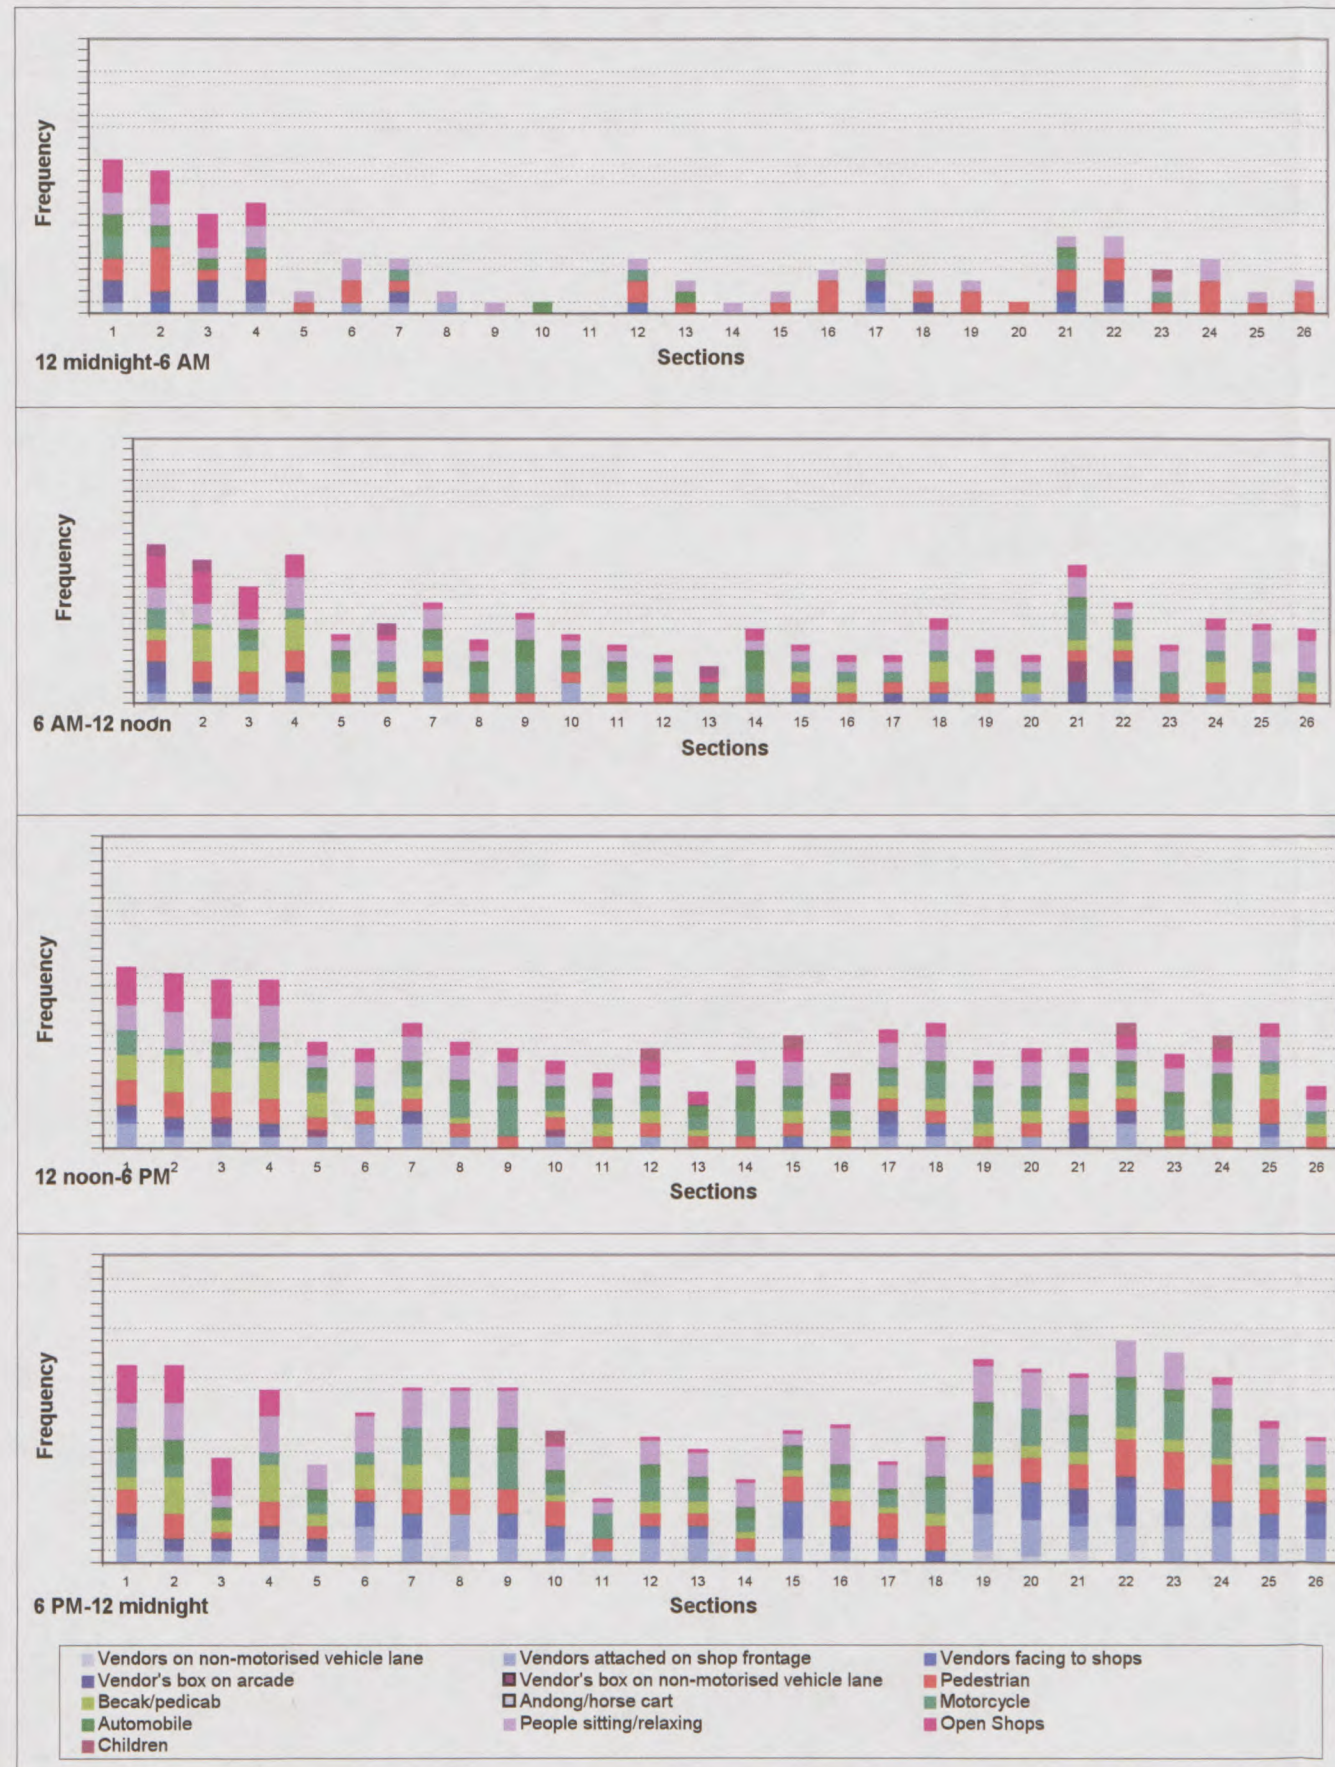 Frequency
1 2 3 4 5 6 7 8 9 10 11 12 13 14 15 16 17 18 19 20 21 22 23 24 25 26
12 midnight-6 AM
Sections
Frequency
2 3 4 5 6 7 8 9 10 11 12 13 14 15 16 17 18 19 20 21 22 23 24 25 26
6 AM-12 noon
Sections
Frequency
1 2 3 4 5 6 7 8 9 10 11 12 13 14 15 16 17 18 19 20 21 22 23 24 25 26
12 noon-6 PM
Sections
Frequency
1 2 3 4 5 6 7 8 9 10 11 12 13 14 15 16 17 18 19 20 21 22 23 24 25 26
6 PM-12 midnight
Sections
Vendors on non-motorised vehicle lane Vendors attached on shop frontage Vendors facing to shops
Vendor's box on arcade Vendor's box on non-motorised vehicle lane Pedestrian
Becak/pedicab Andong/horse cart Motorcycle
Automobile People sitting/relaxing Open Shops
Children